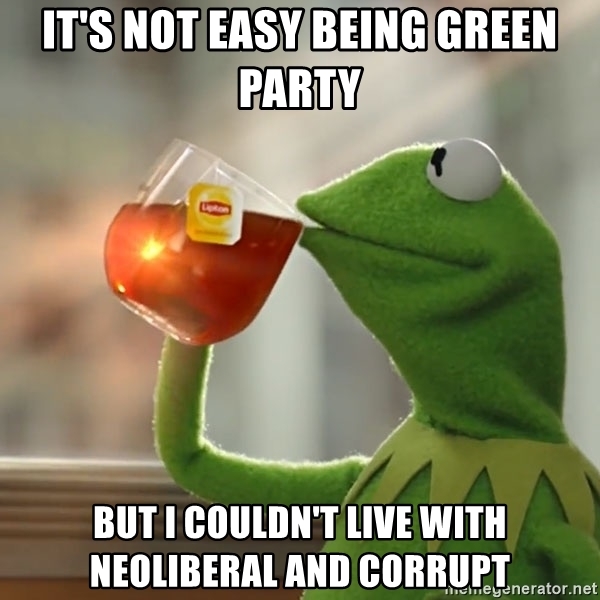 IT'S NOT EASY BEING GREEN
PARTY
Lipton
BUT I COULDN'T LIVE WITH
NEOLIBERAL AND CORRUPT
memegenerator.net